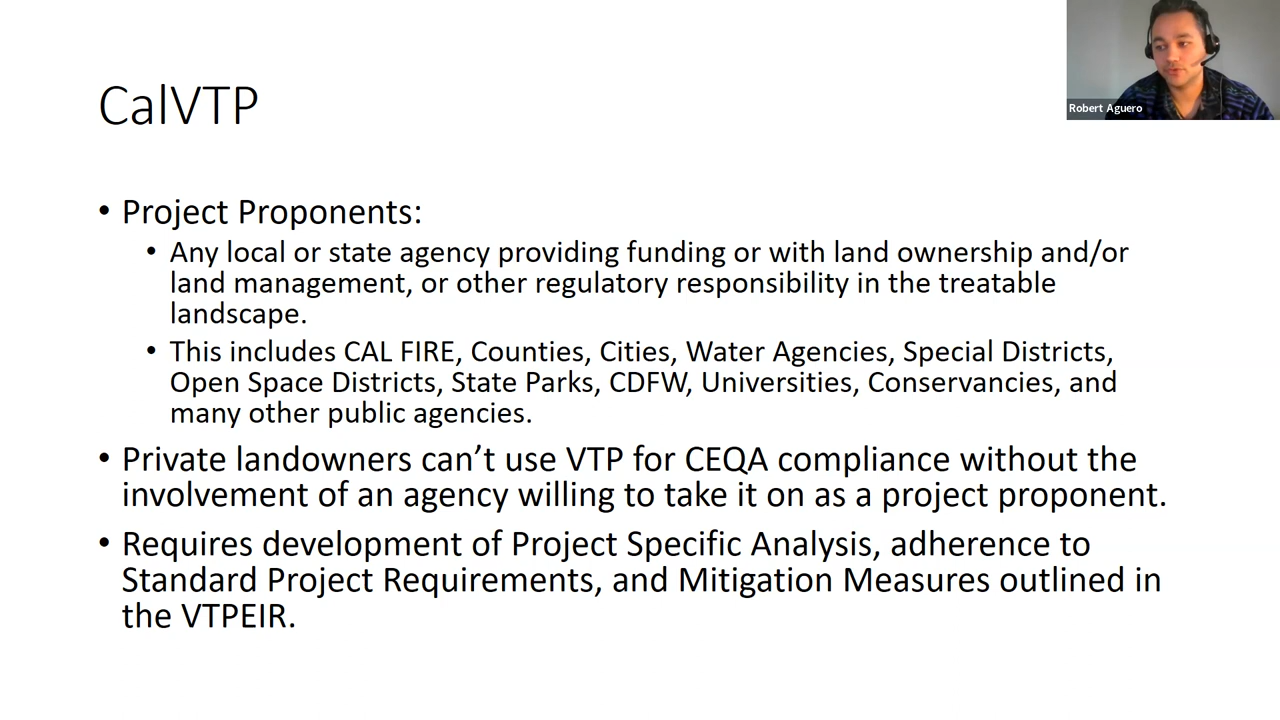 CalVTP
Robert Aguero
• Project Proponents:
• Any local or state agency providing funding or with land ownership and/or
land management, or other regulatory responsibility in the treatable
landscape.
• This includes CAL FIRE, Counties, Cities, Water Agencies, Special Districts,
Open Space Districts, State Parks, CDFW, Universities, Conservancies, and
many other public agencies.
• Private landowners can’t use VTP for CEQA compliance without the
involvement of an agency willing to take it on as a project proponent.
• Requires development of Project Specific Analysis, adherence to
Standard Project Requirements, and Mitigation Measures outlined in
the VTPEIR.